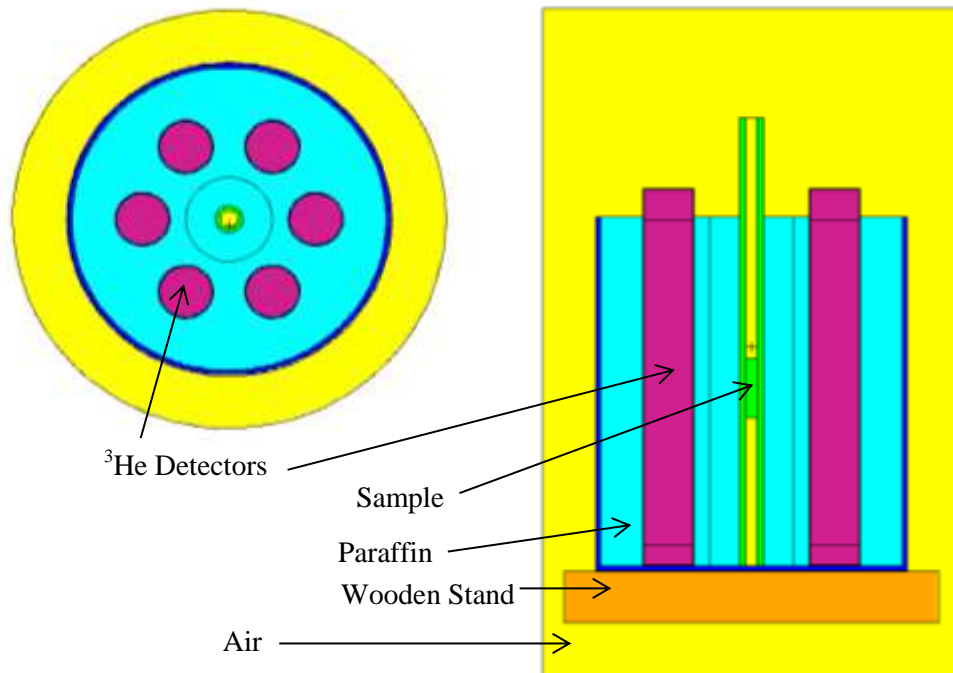 ³He Detectors
Sample
Paraffin
Wooden Stand
Air